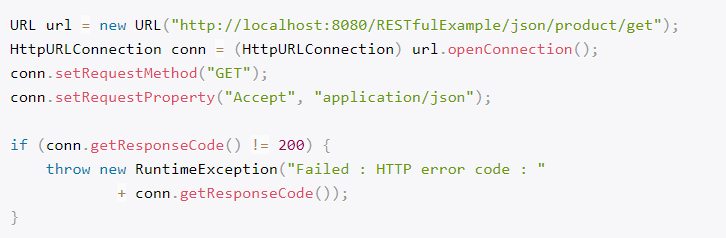 URL url = new URL("http://localhost:8080/RESTfulExample/json/product/get");
HttpURLConnection conn = (HttpURLConnection) url.openConnection();
conn.setRequestMethod("GET");
conn.setRequestProperty("Accept", "application/json");

if (conn.getResponseCode() != 200) {
    throw new RuntimeException("Failed : HTTP error code : "
            + conn.getResponseCode());
}